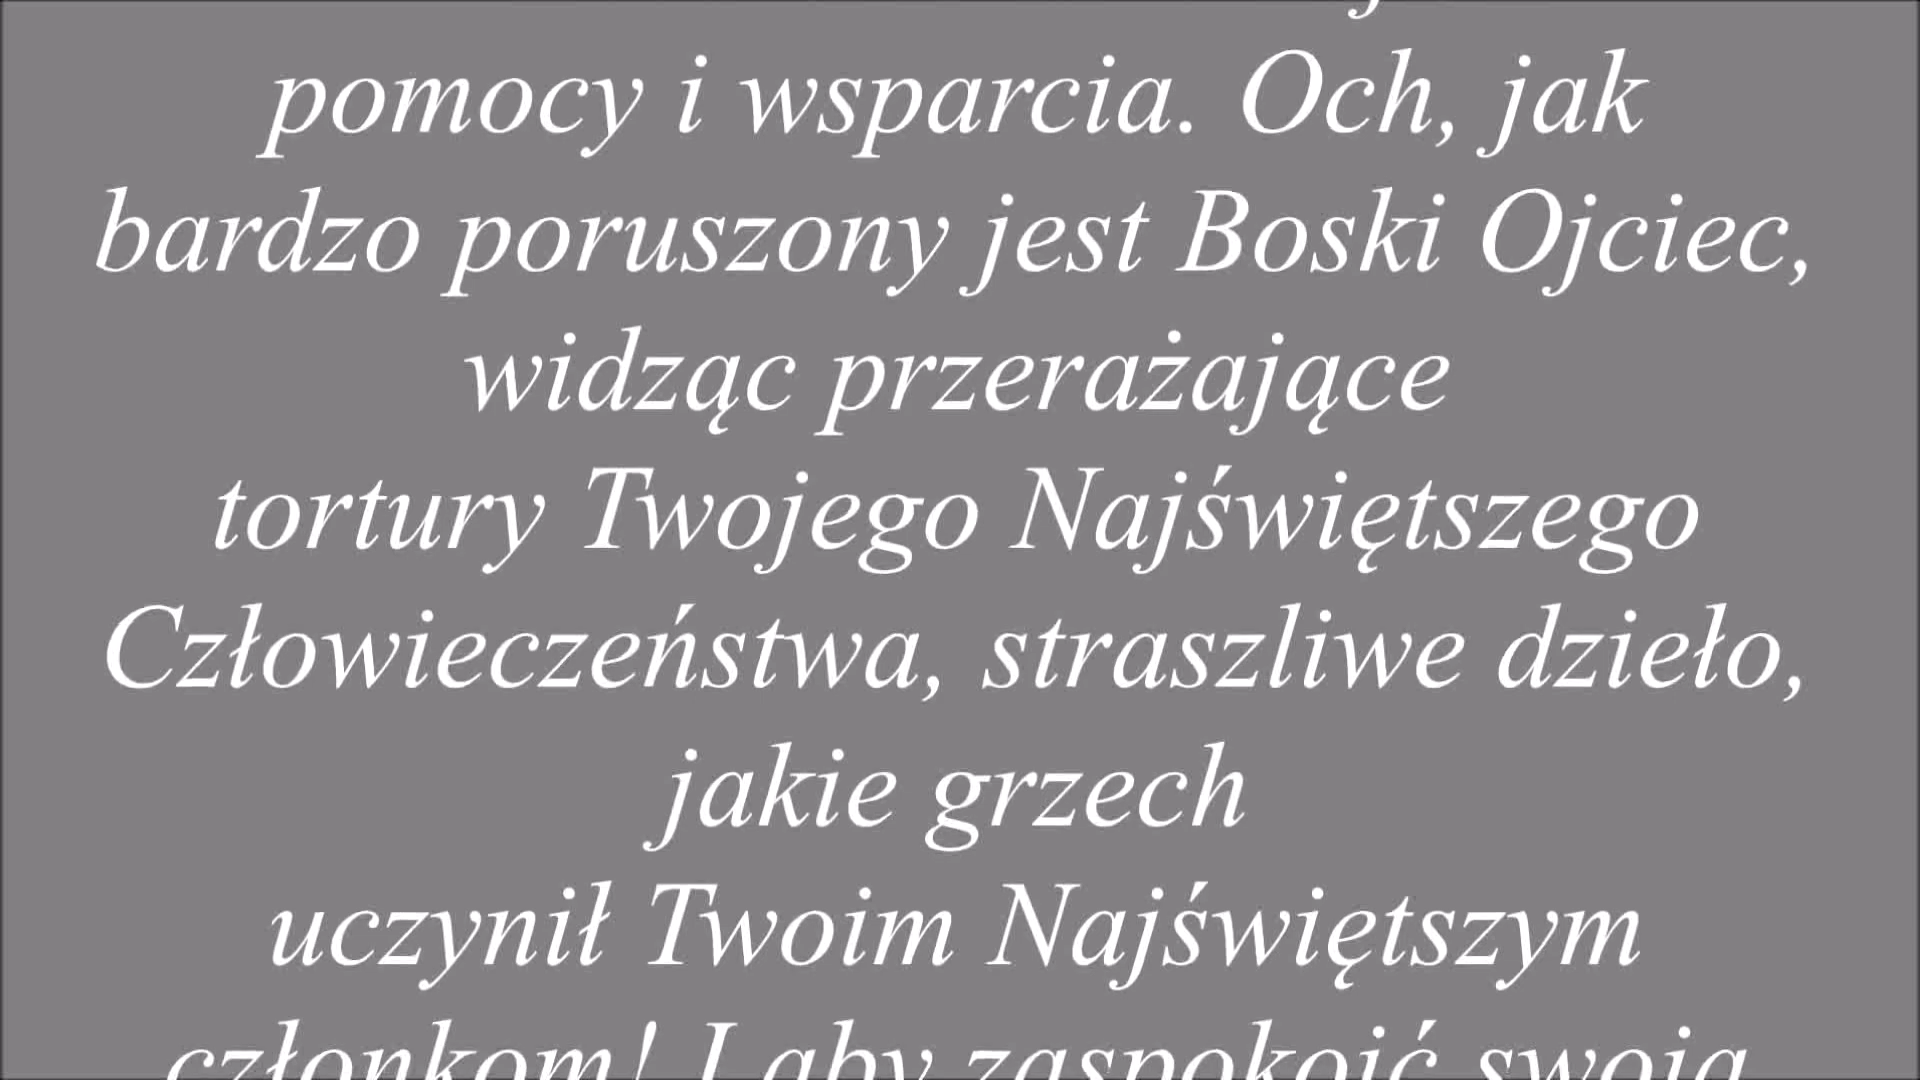 pomocy i wsparcia. Och, jak
bardzo poruszony jest Boski Ojciec,
widząc przerażające
tortury Twojego Najświętszego
Człowieczeństwa, straszliwe dzieło,
jakie grzech
uczynił Twoim Najświętszym
członkom! I aby zaspokoić swoją